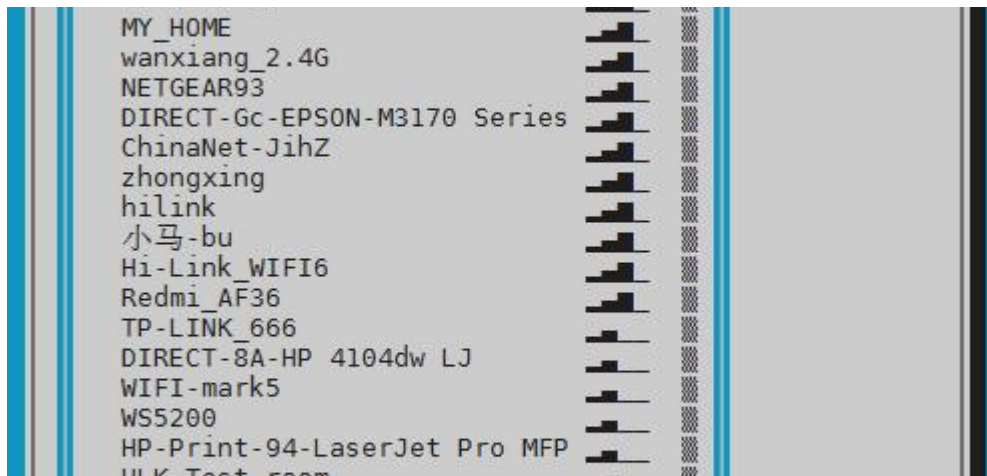 MY_HOME
wanxiang_2.4G
NETGEAR93
DIRECT-Gc-EPSON-M3170 Series
ChinaNet-JihZ
zhongxing
hilink
小马-bu
Hi-Link_WIFI6
Redmi_AF36
TP-LINK_666
DIRECT-8A-HP 4104dw LJ
WIFI-mark5
WS5200
HP-Print-94-LaserJet Pro MFP